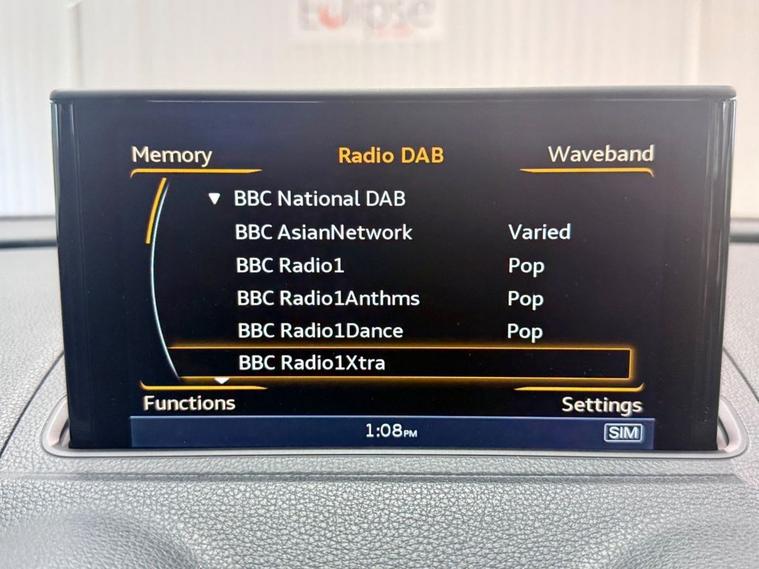 Eclipse
Memory Radio DAB Waveband
BBC National DAB
BBC AsianNetwork Varied
BBC Radio1 Pop
BBC Radio1Anthms Pop
BBC Radio1Dance Pop
BBC Radio1Xtra
Functions Settings
1:08PM SIM